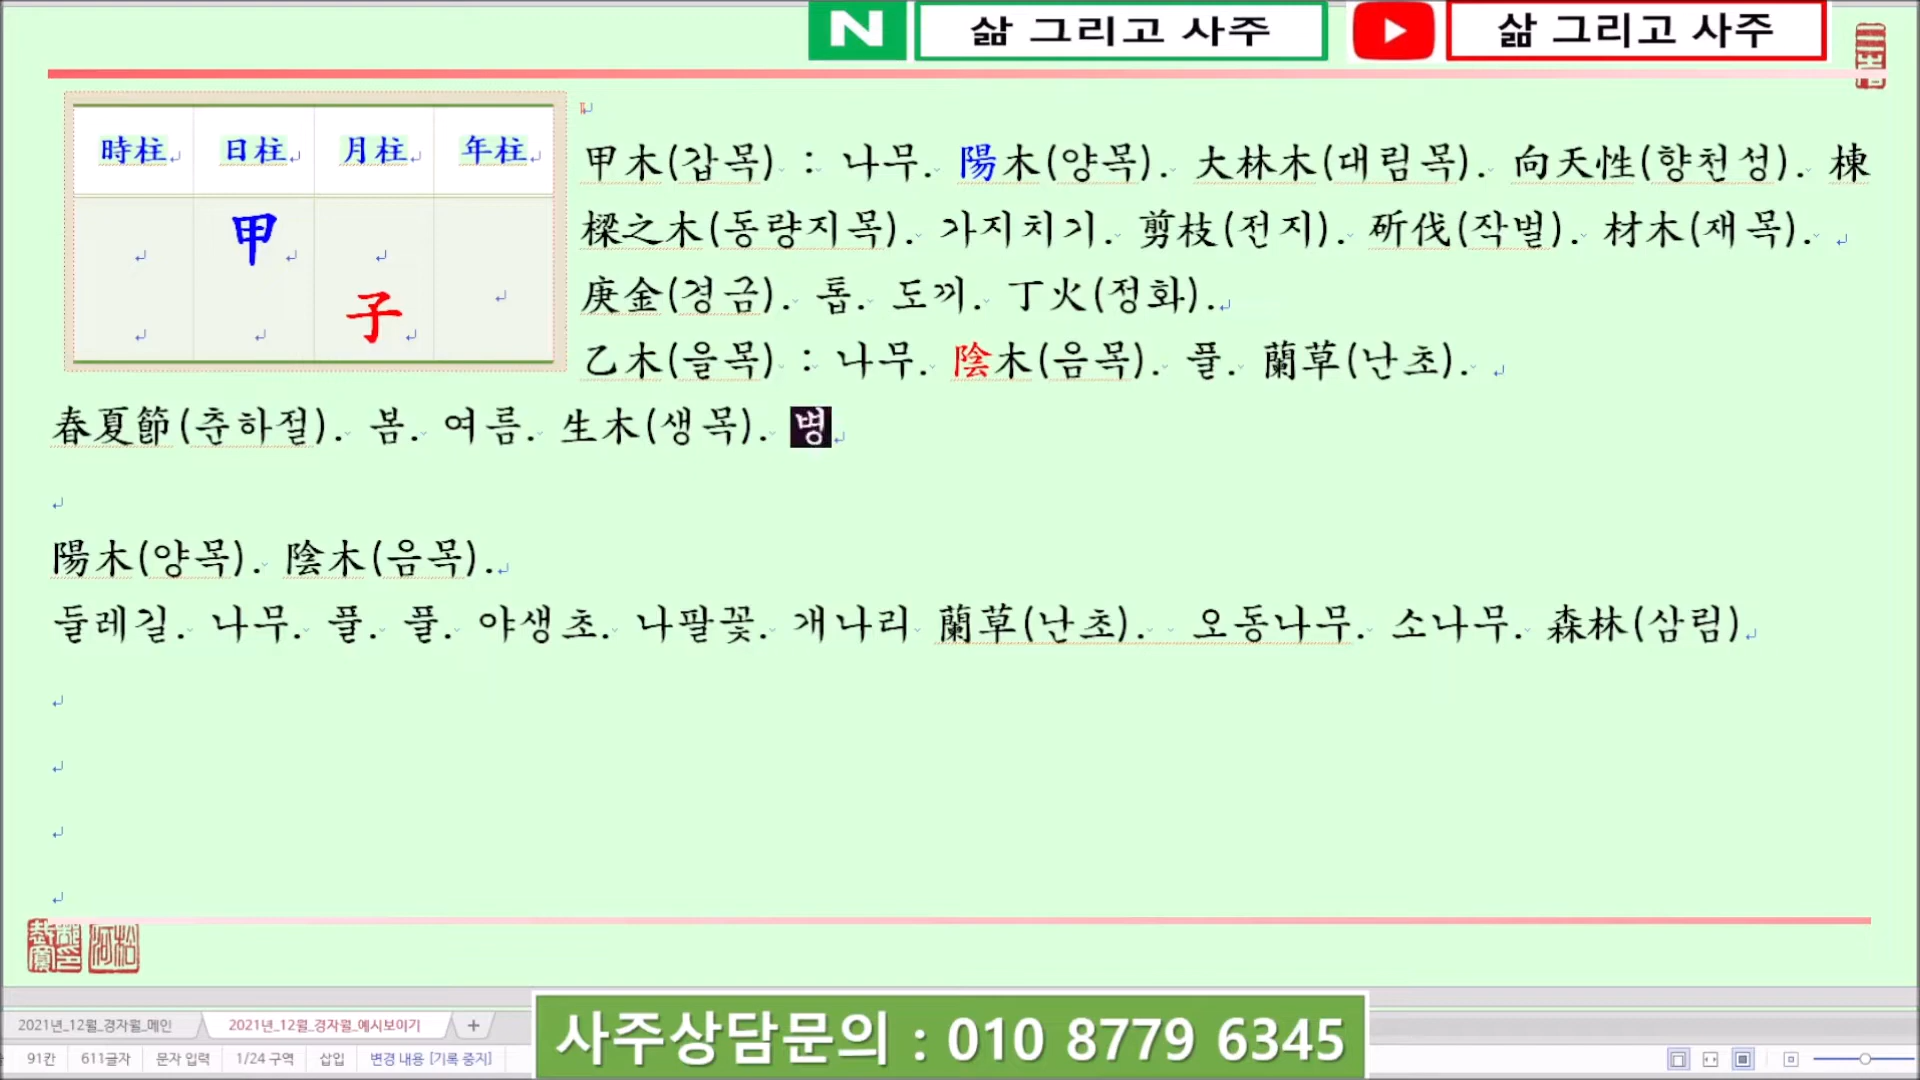 N 삶 그리고 사주 삶 그리고 사주
時柱 日柱 月柱 年柱
甲
子
甲木(갑목) : 나무. 陽木(양목). 大林木(대림목). 向天性(향천성). 棟
樑之木(동량지목). 가지치기. 剪枝(전지). 斫伐(작벌). 材木(재목).
庚金(경금). 톱. 도끼. 丁火(정화).
乙木(을목) : 나무. 陰木(음목). 풀. 蘭草(난초).
春夏節(춘하절). 봄. 여름. 生木(생목). 병
陽木(양목). 陰木(음목).
들레길. 나무. 풀. 풀. 야생초. 나팔꽃. 개나리 蘭草(난초). 오동나무. 소나무. 森林(삼림)
2021년_12월_경자월_메인 2021년_12월_경자월_예시보이기 +
91칸 611글자 문자 입력 1/24 구역 삽입 변경 내용 [기록 중지]
사주상담문의 : 010 8779 6345